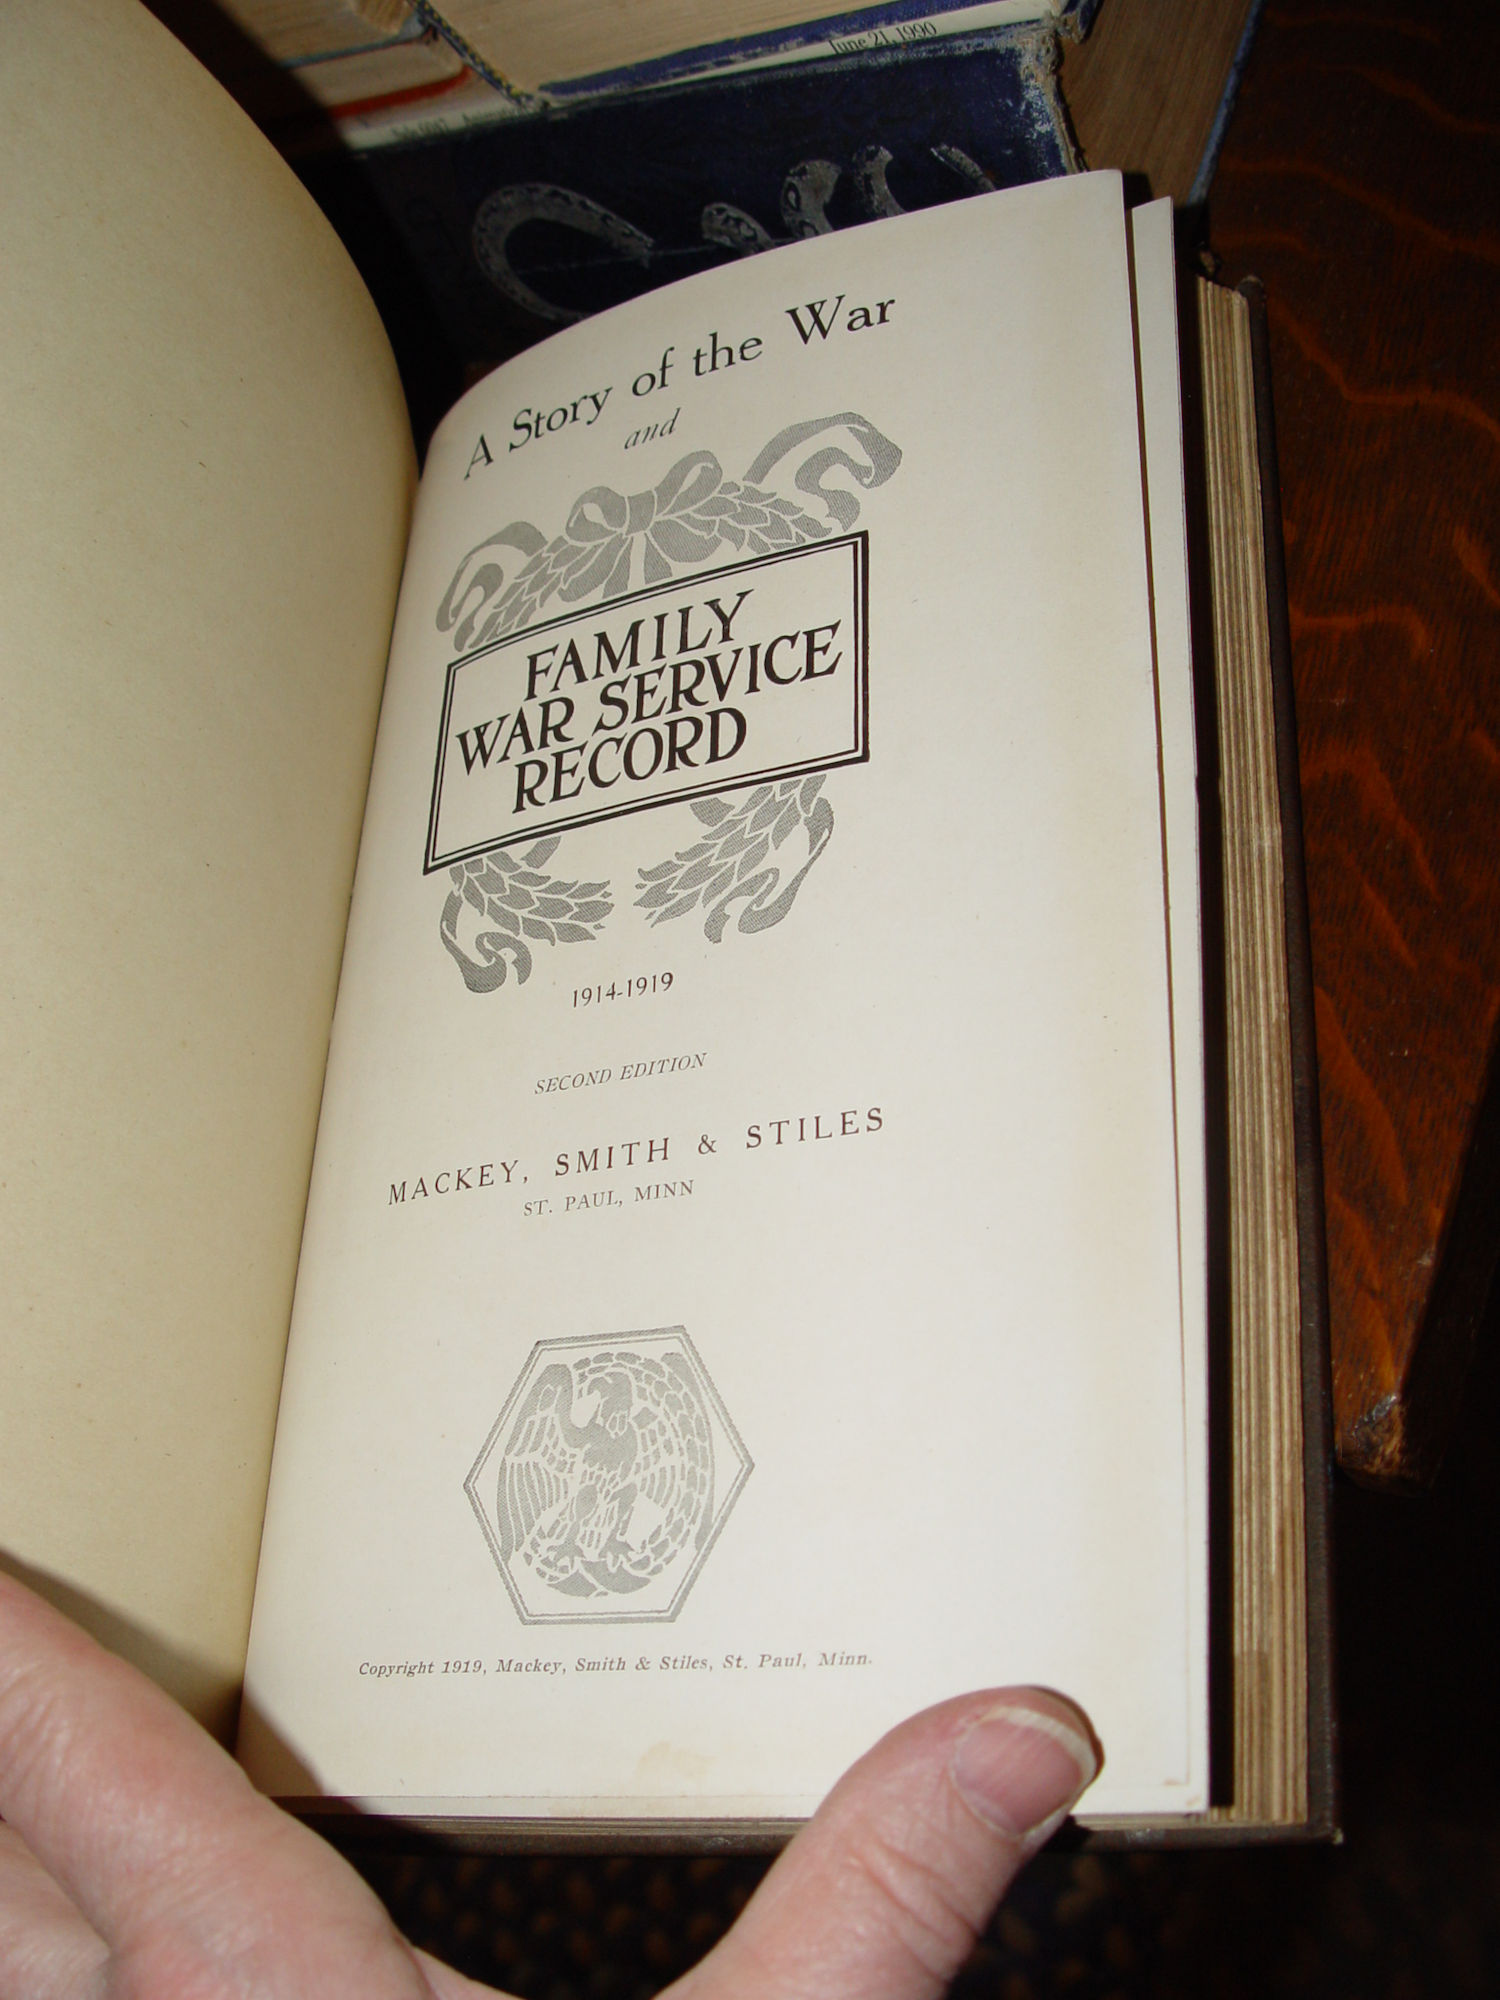 June 21, 1990
A Story of the War
and
FAMILY
WAR SERVICE
RECORD
1914-1919
SECOND EDITION
MACKEY, SMITH & STILES
ST. PAUL, MINN
Copyright 1919, Mackey, Smith & Stiles, St. Paul, Minn.